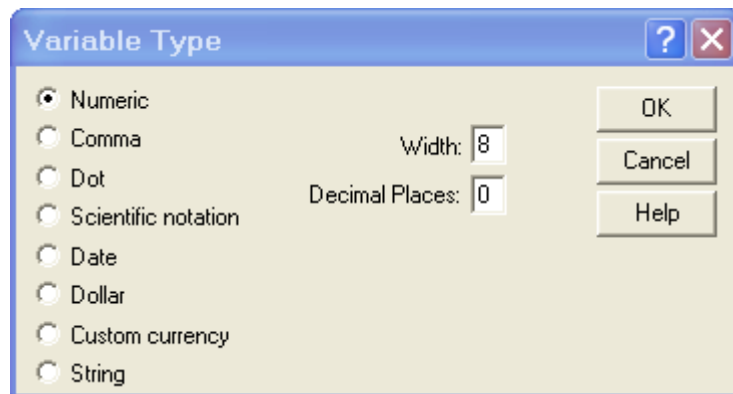 Variable Type
Numeric
Comma
Dot
Scientific notation
Date
Dollar
Custom currency
String
Width: 8
Decimal Places: 0
OK
Cancel
Help